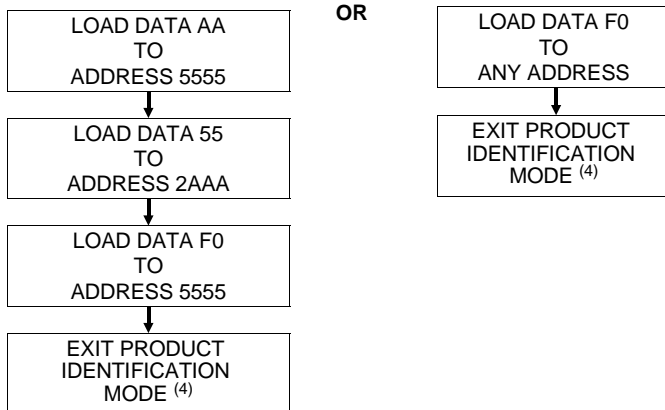 LOAD DATA AA
TO
ADDRESS 5555
LOAD DATA 55
TO
ADDRESS 2AAA
LOAD DATA F0
TO
ADDRESS 5555
EXIT PRODUCT
IDENTIFICATION
MODE (4)
OR
LOAD DATA F0
TO
ANY ADDRESS
EXIT PRODUCT
IDENTIFICATION
MODE (4)